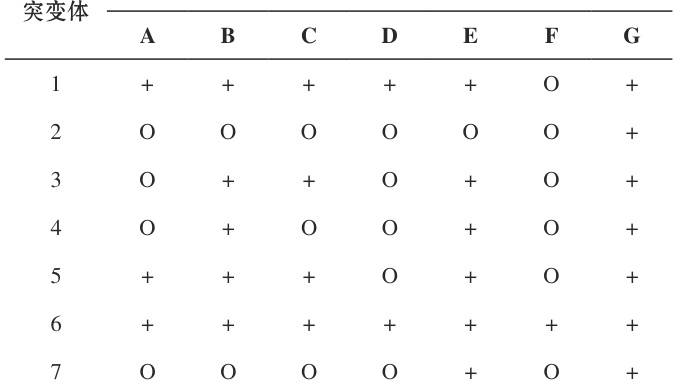 突变体
A B C D E F G
1 + + + + + O +
2 O O O O O O +
3 O + + O + O +
4 O + O O + O +
5 + + + O + O +
6 + + + + + + +
7 O O O O + O +